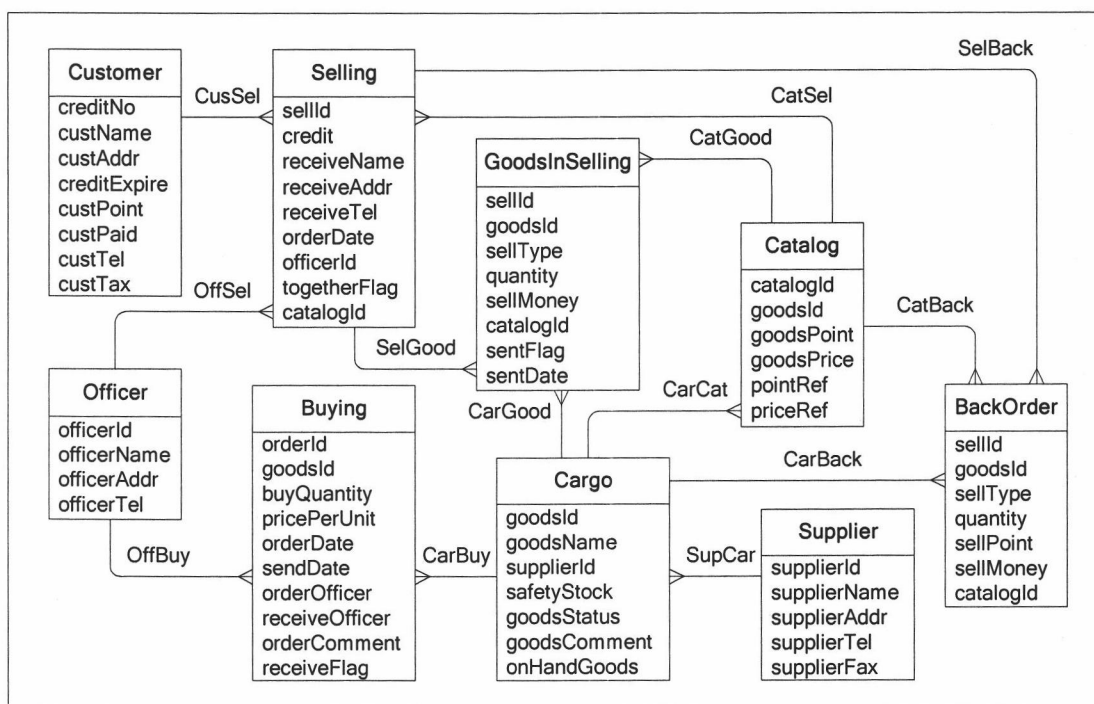 Customer
creditNo
custName
custAddr
creditExpire
custPoint
custPaid
custTel
custTax
CusSel
Selling
sellId
credit
receiveName
receiveAddr
receiveTel
orderDate
officerId
togetherFlag
catalogId
SelBack
CatSel
CatGood
GoodsInSelling
sellId
goodsId
sellType
quantity
sellMoney
catalogId
sentFlag
sentDate
Catalog
catalogId
goodsId
goodsPoint
goodsPrice
pointRef
priceRef
OffSel
SelGood
CatBack
Officer
officerId
officerName
officerAddr
officerTel
Buying
orderId
goodsId
buyQuantity
pricePerUnit
orderDate
sendDate
orderOfficer
receiveOfficer
orderComment
receiveFlag
CarGood
CarCat
BackOrder
sellId
goodsId
sellType
quantity
sellPoint
sellMoney
catalogId
CarBack
Cargo
goodsId
goodsName
supplierId
safetyStock
goodsStatus
goodsComment
onHandGoods
OffBuy
CarBuy
SupCar
Supplier
supplierId
supplierName
supplierAddr
supplierTel
supplierFax